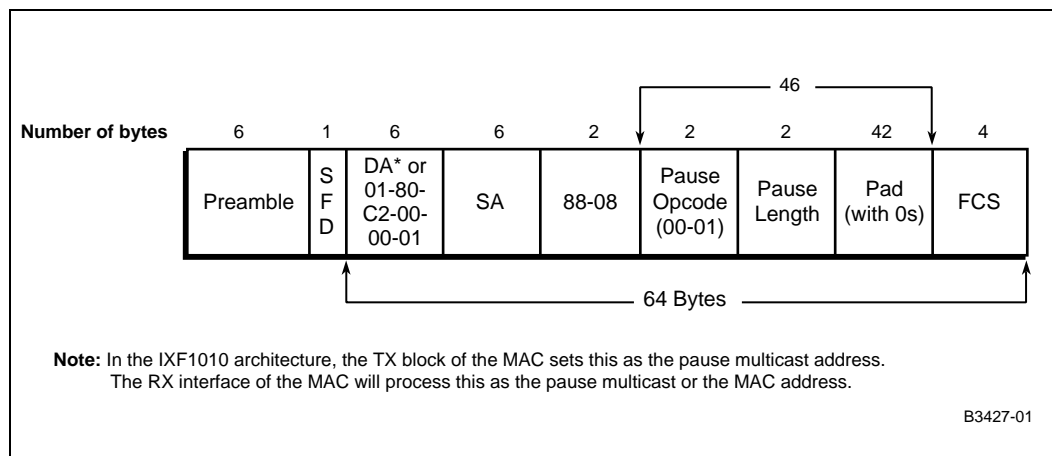 46
Number of bytes 6 1 6 6 2 2 2 42 4
Preamble
S
F
D
DA* or
01-80-
C2-00-
00-01
SA
88-08
Pause
Opcode
(00-01)
Pause
Length
Pad
(with 0s)
FCS
64 Bytes
Note: In the IXF1010 architecture, the TX block of the MAC sets this as the pause multicast address.
The RX interface of the MAC will process this as the pause multicast or the MAC address.
B3427-01